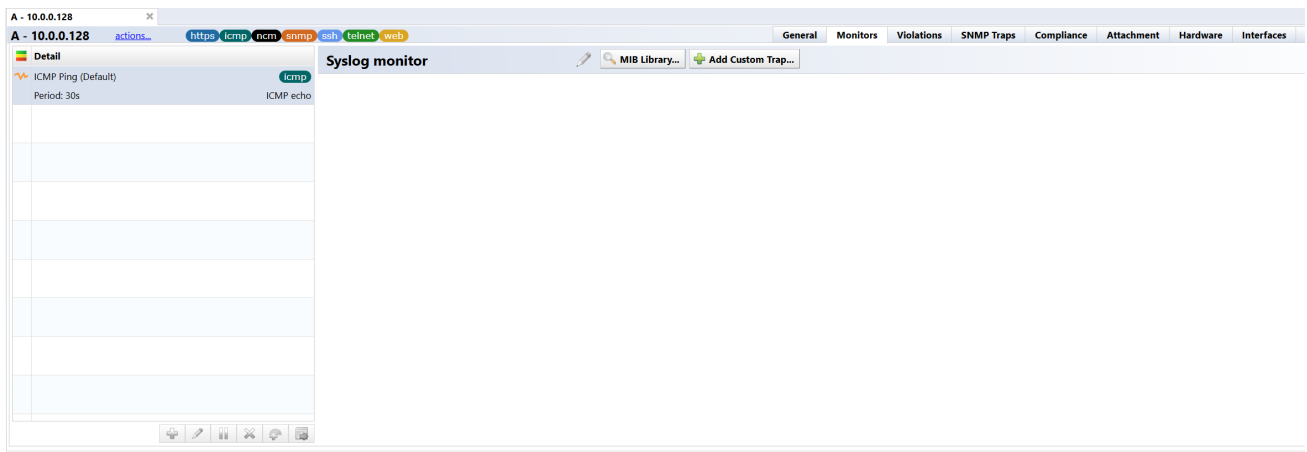 A - 10.0.0.128
A - 10.0.0.128 actions... https icmp ncm snmp ssh telnet web General Monitors Violations SNMP Traps Compliance Attachment Hardware Interfaces
Detail
Syslog monitor MIB Library... Add Custom Trap...
ICMP Ping (Default) icmp
Period: 30s ICMP echo